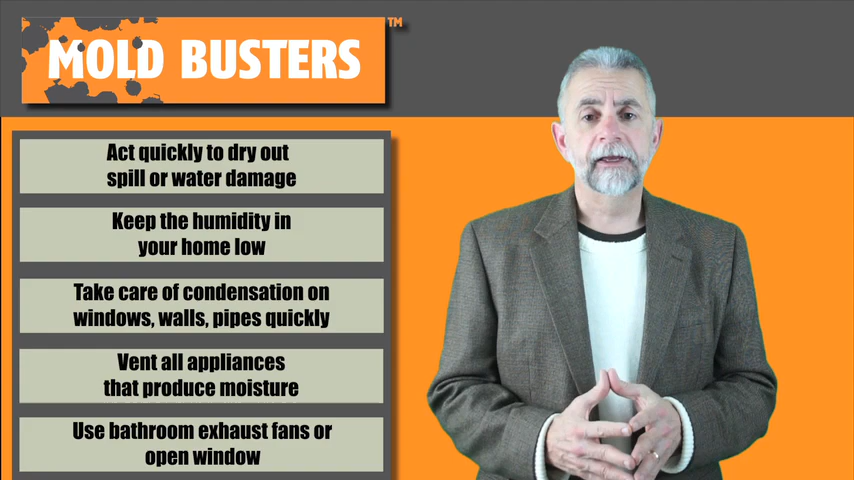 MOLD BUSTERS™
Act quickly to dry out
spill or water damage
Keep the humidity in
your home low
Take care of condensation on
windows, walls, pipes quickly
Vent all appliances
that produce moisture
Use bathroom exhaust fans or
open window